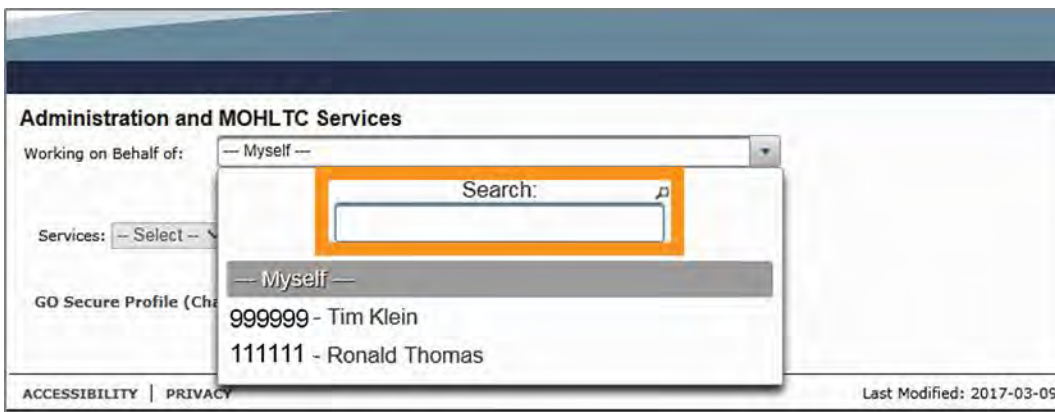 Administration and MOHLTC Services
Working on Behalf of: --- Myself ---
Search:
Services: -- Select --
--- Myself ---
GO Secure Profile (Cha
999999 - Tim Klein
111111 - Ronald Thomas
ACCESSIBILITY | PRIVACY
Last Modified: 2017-03-09